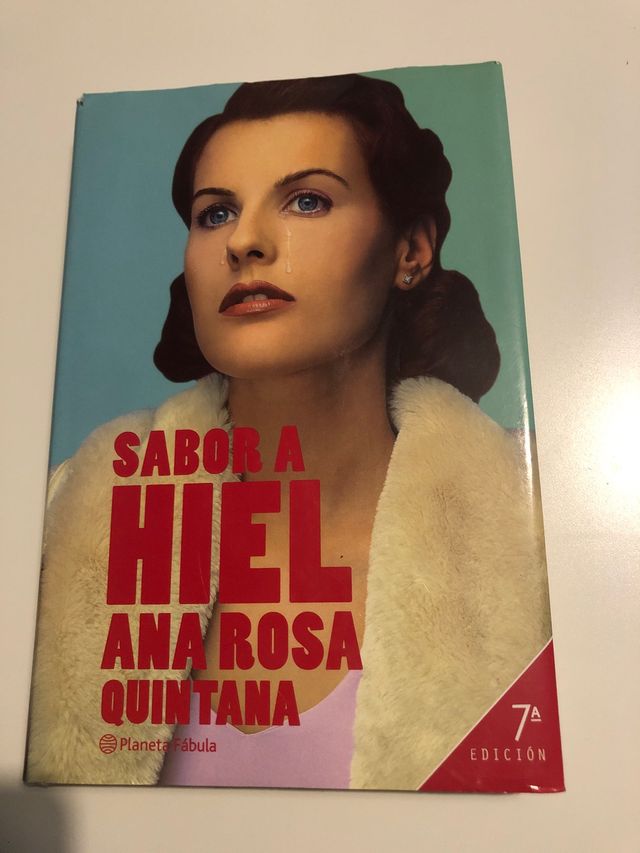 SABOR A
HIEL
ANA ROSA
QUINTANA
Planeta Fábula
7ª
EDICIÓN